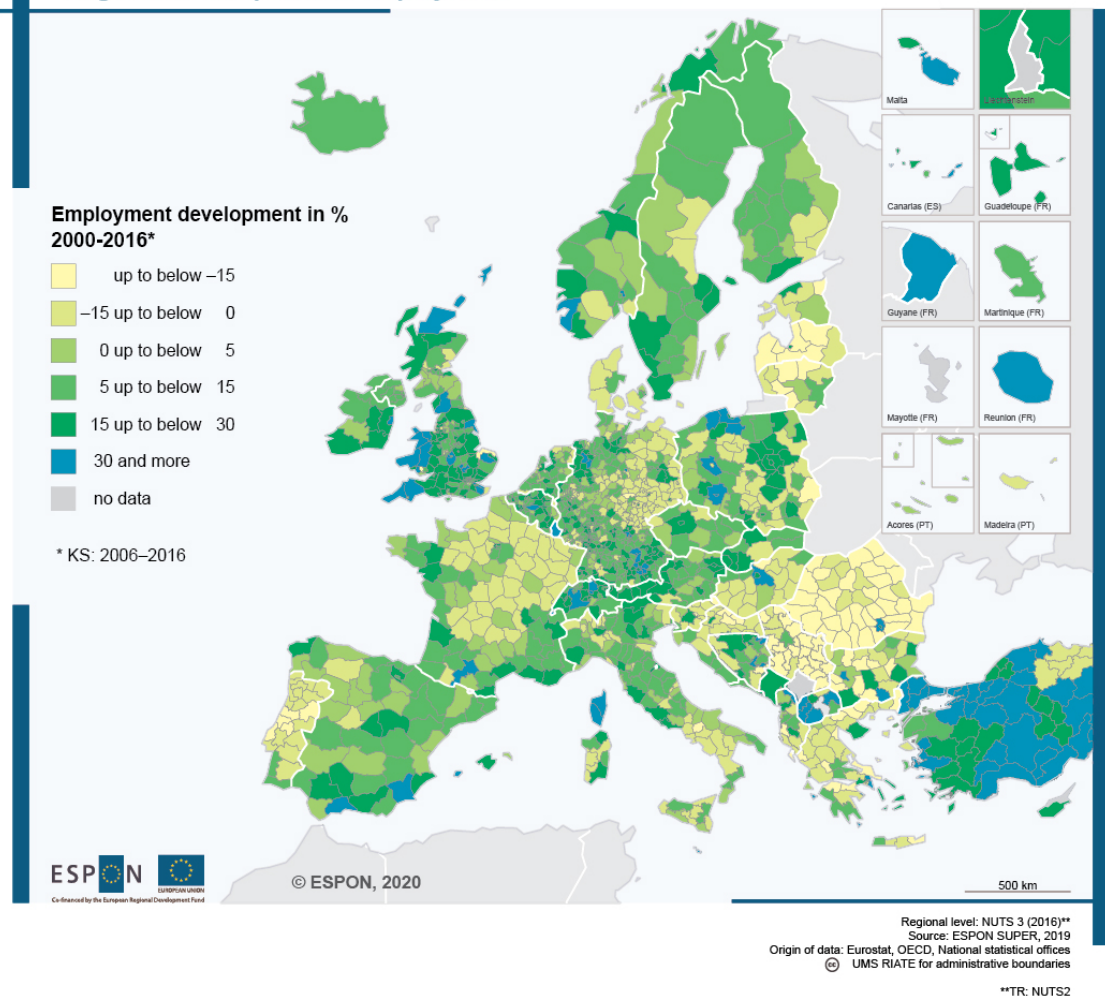 Employment development in %
2000-2016*
up to below –15
–15 up to below 0
0 up to below 5
5 up to below 15
15 up to below 30
30 and more
no data
* KS: 2006–2016
Malta
Liechtenstein
Canarias (ES)
Guadeloupe (FR)
Guyane (FR)
Martinique (FR)
Mayotte (FR)
Reunion (FR)
Acores (PT)
Madeira (PT)
ESPON
EUROPEAN UNION
Co-financed by the European Regional Development Fund
© ESPON, 2020
500 km
Regional level: NUTS 3 (2016)**
Source: ESPON SUPER, 2019
Origin of data: Eurostat, OECD, National statistical offices
cc UMS RIATE for administrative boundaries
**TR: NUTS2